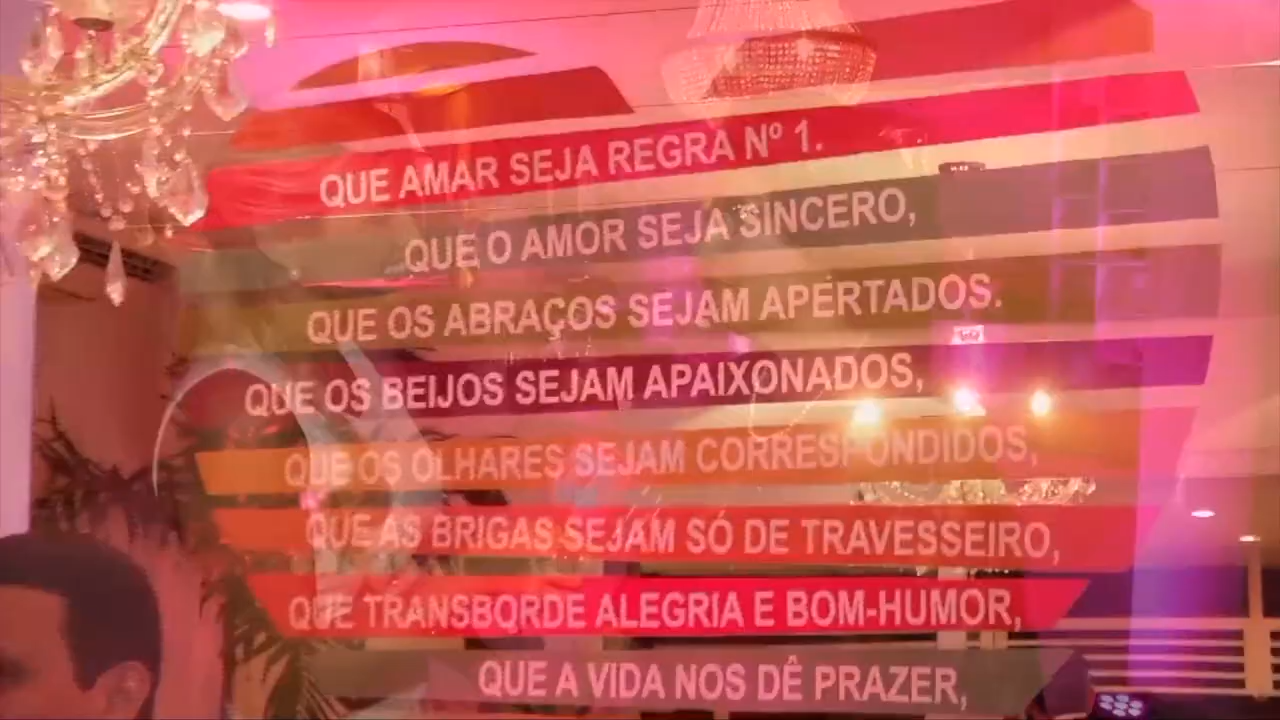 QUE AMAR SEJA REGRA Nº 1.
QUE O AMOR SEJA SINCERO,
QUE OS ABRAÇOS SEJAM APERTADOS.
QUE OS BEIJOS SEJAM APAIXONADOS,
QUE OS OLHARES SEJAM CORRESPONDIDOS,
QUE AS BRIGAS SEJAM SÓ DE TRAVESSEIRO,
QUE TRANSBORDE ALEGRIA E BOM-HUMOR,
QUE A VIDA NOS DÊ PRAZER,